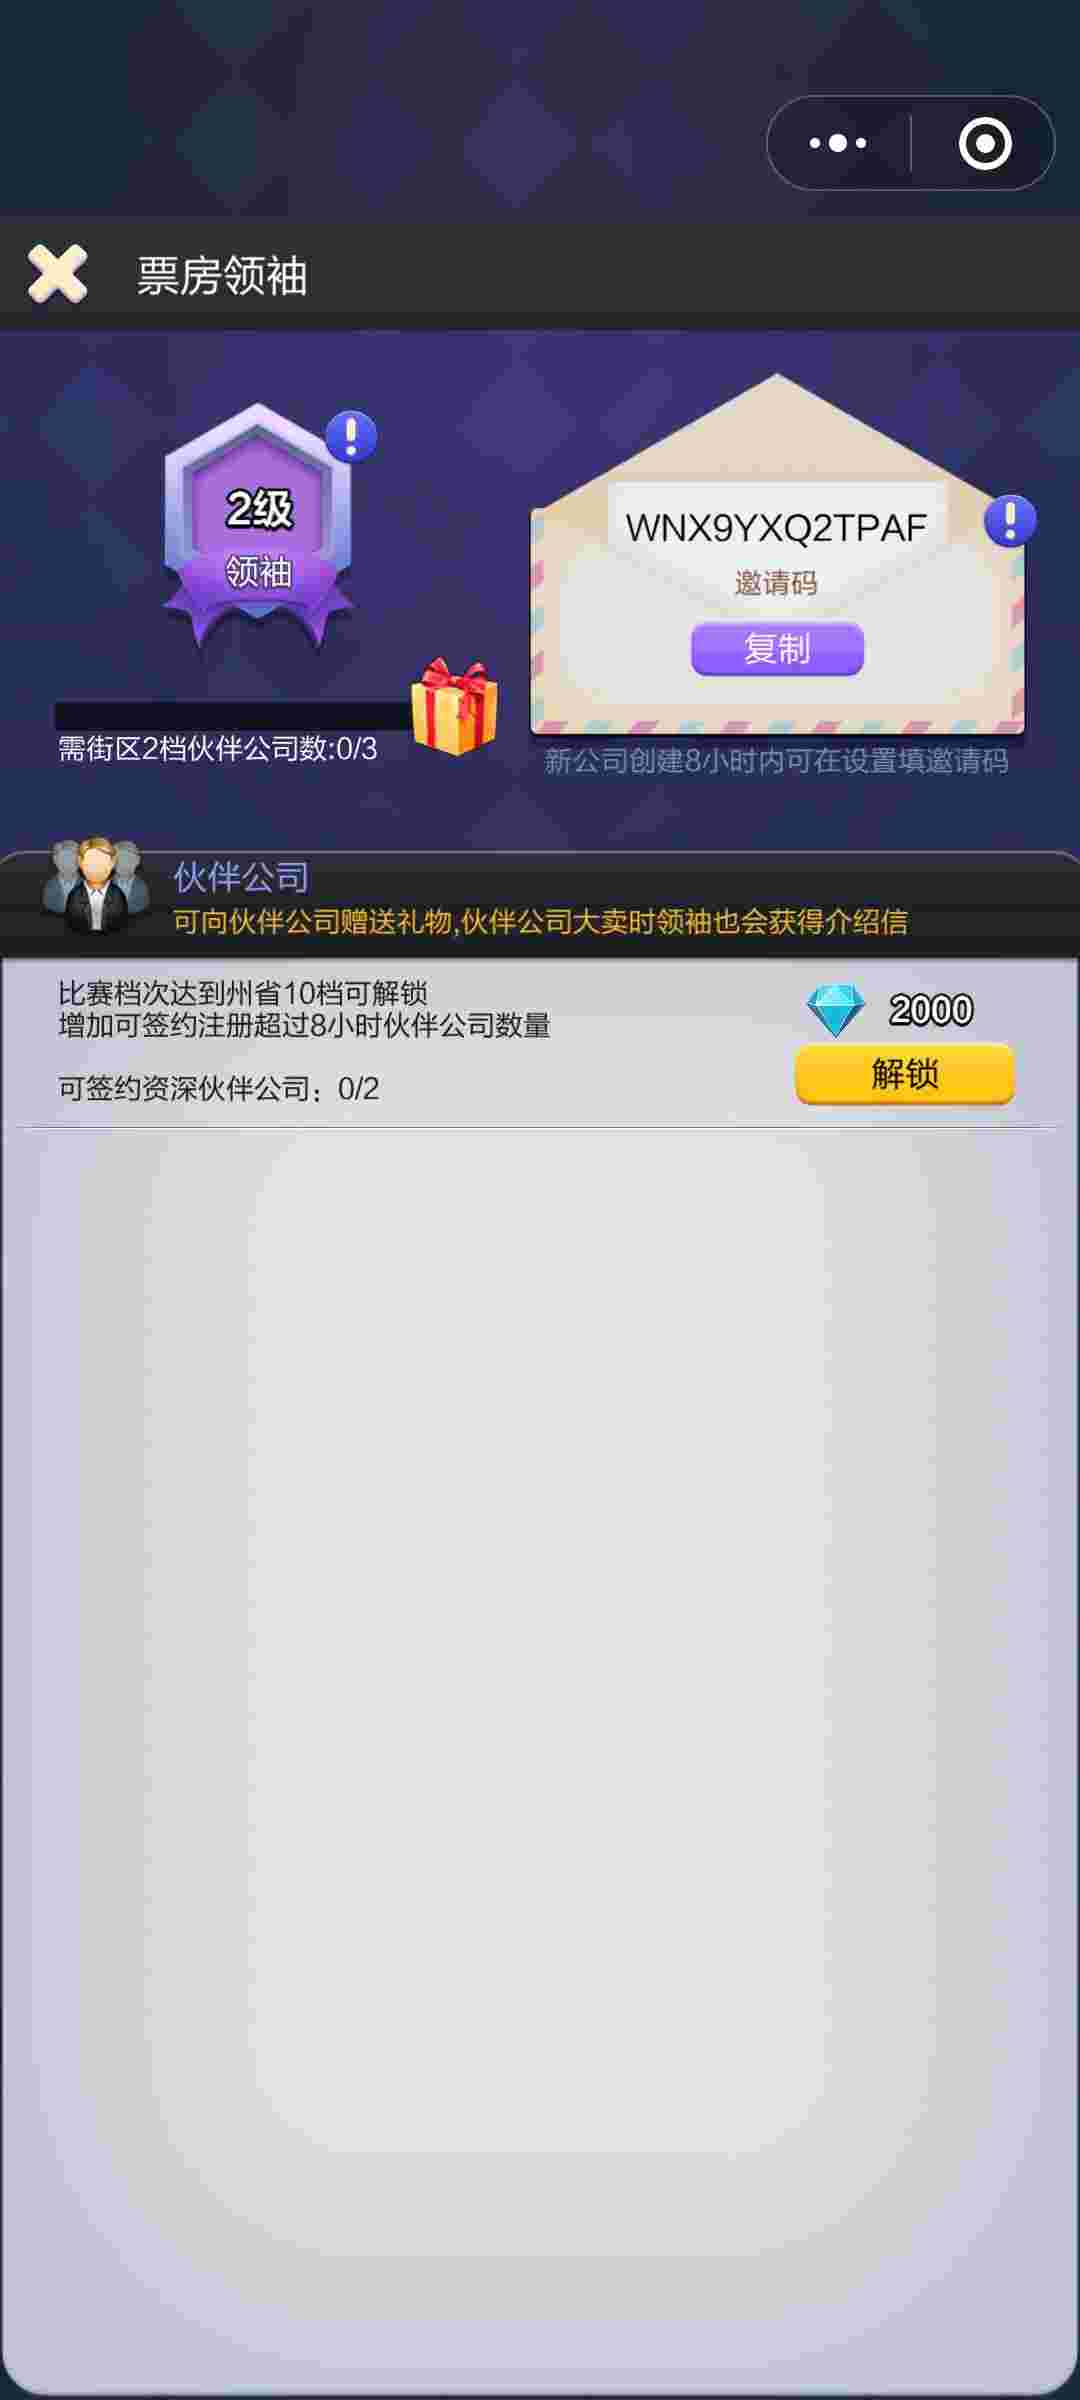 票房领袖
2级
领袖
WNX9YXQ2TPAF
邀请码
复制
需街区2档伙伴公司数:0/3
新公司创建8小时内可在设置填邀请码
伙伴公司
可向伙伴公司赠送礼物,伙伴公司大卖时领袖也会获得介绍信
比赛档次达到州省10档可解锁
增加可签约注册超过8小时伙伴公司数量
2000
解锁
可签约资深伙伴公司：0/2